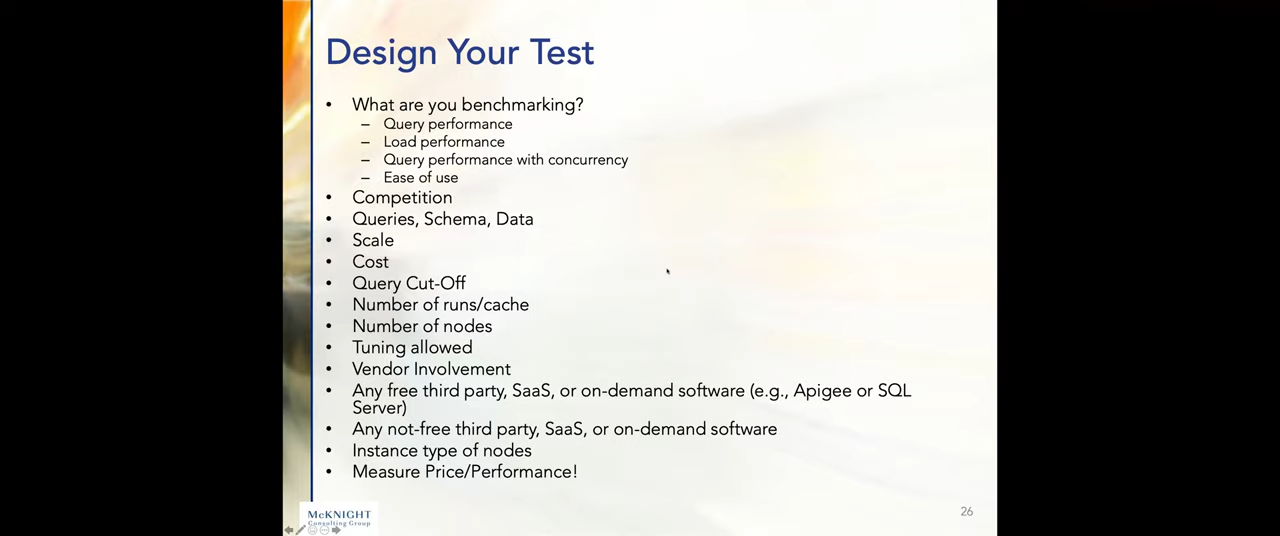 Design Your Test
• What are you benchmarking?
– Query performance
– Load performance
– Query performance with concurrency
– Ease of use
• Competition
• Queries, Schema, Data
• Scale
• Cost
• Query Cut-Off
• Number of runs/cache
• Number of nodes
• Tuning allowed
• Vendor Involvement
• Any free third party, SaaS, or on-demand software (e.g., Apigee or SQL
Server)
• Any not-free third party, SaaS, or on-demand software
• Instance type of nodes
• Measure Price/Performance!
McKNIGHT
Consulting Group
26